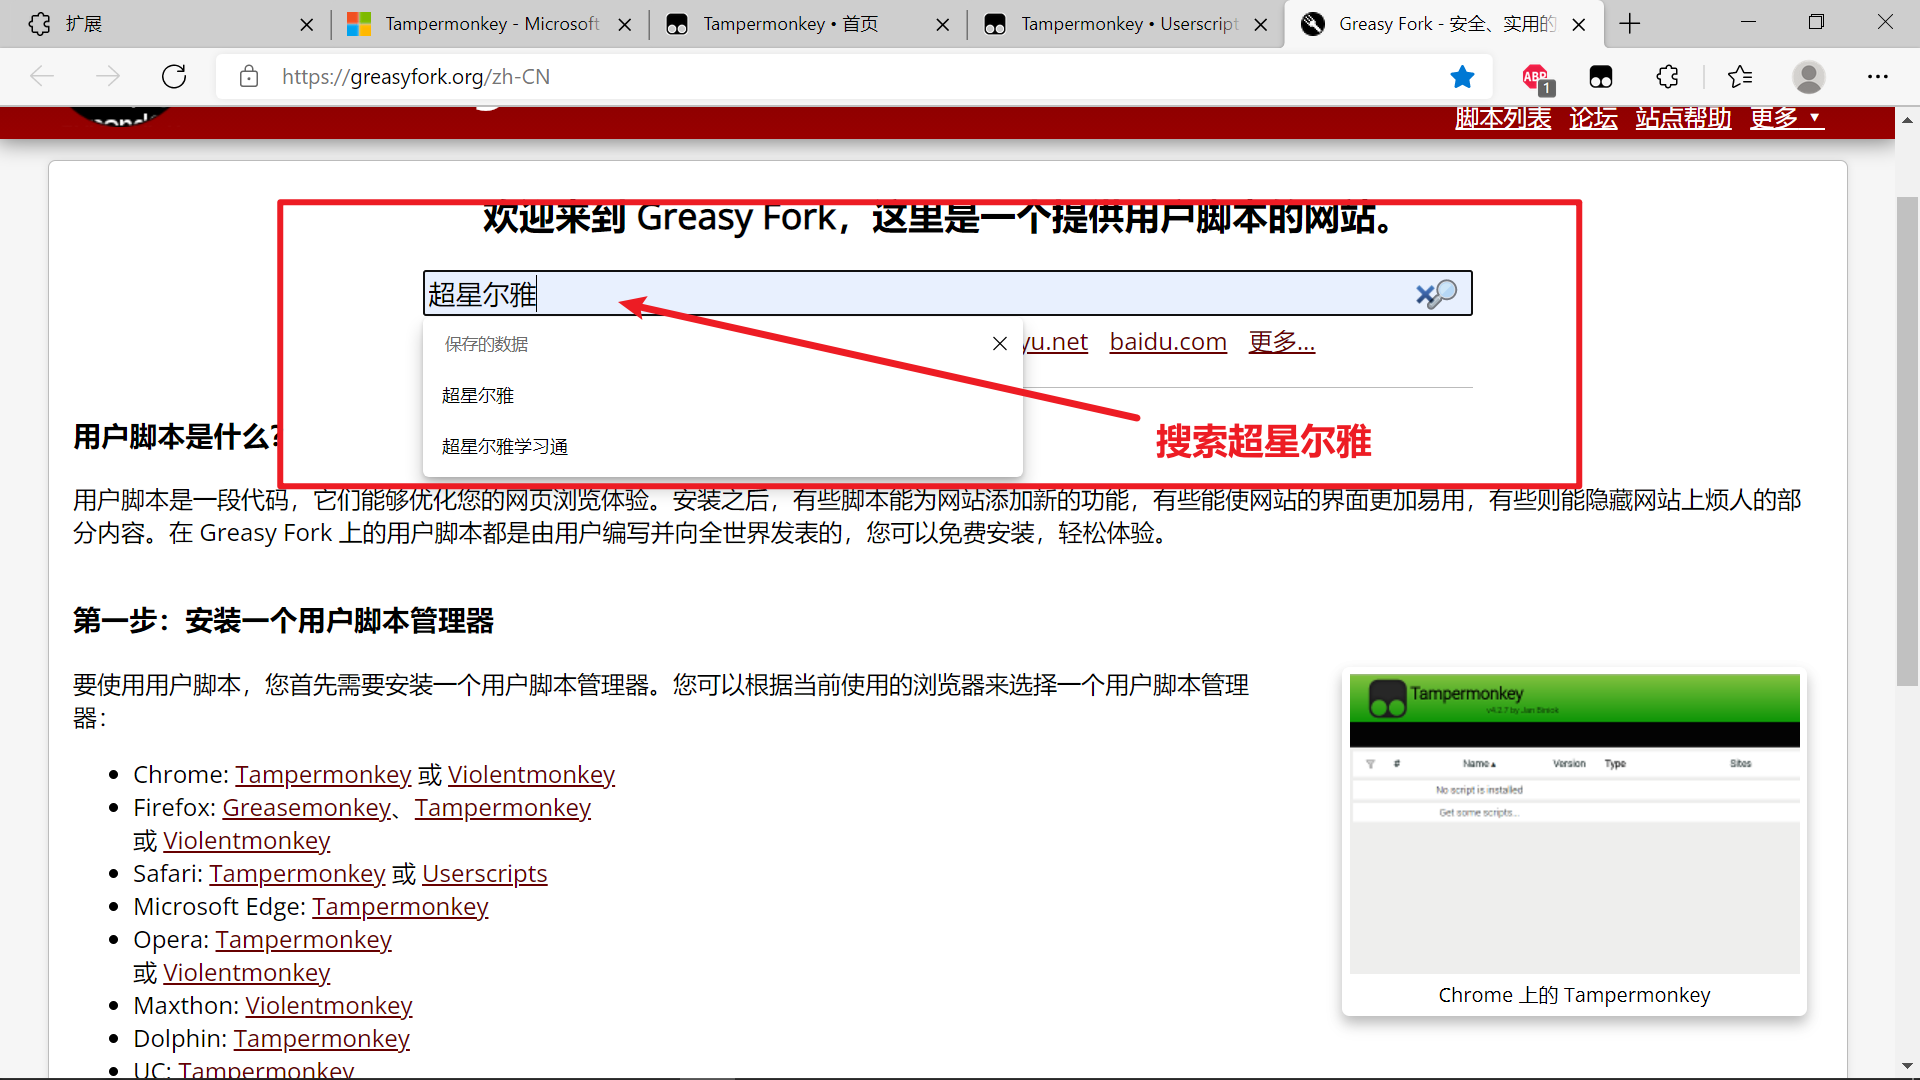 扩展
Tampermonkey - Microsoft
Tampermonkey • 首页
Tampermonkey • Userscript
Greasy Fork - 安全、实用的
https://greasyfork.org/zh-CN
ABP
1
脚本列表 论坛 站点帮助 更多 ▼
欢迎来到 Greasy Fork，这里是一个提供用户脚本的网站。
超星尔雅
保存的数据
yu.net baidu.com 更多...
超星尔雅
超星尔雅学习通
搜索超星尔雅
用户脚本是什么?
用户脚本是一段代码，它们能够优化您的网页浏览体验。安装之后，有些脚本能为网站添加新的功能，有些能使网站的界面更加易用，有些则能隐藏网站上烦人的部
分内容。在 Greasy Fork 上的用户脚本都是由用户编写并向全世界发表的，您可以免费安装，轻松体验。
第一步：安装一个用户脚本管理器
要使用用户脚本，您首先需要安装一个用户脚本管理器。您可以根据当前使用的浏览器来选择一个用户脚本管理
器：
Chrome: Tampermonkey 或 Violentmonkey
Firefox: Greasemonkey、Tampermonkey
或 Violentmonkey
Safari: Tampermonkey 或 Userscripts
Microsoft Edge: Tampermonkey
Opera: Tampermonkey
或 Violentmonkey
Maxthon: Violentmonkey
Dolphin: Tampermonkey
UC: Tampermonkey
Tampermonkey
v4.2.7 by Jan Biniok
# Name▲ Version Type Sites
No script is installed
Get some scripts...
Chrome 上的 Tampermonkey